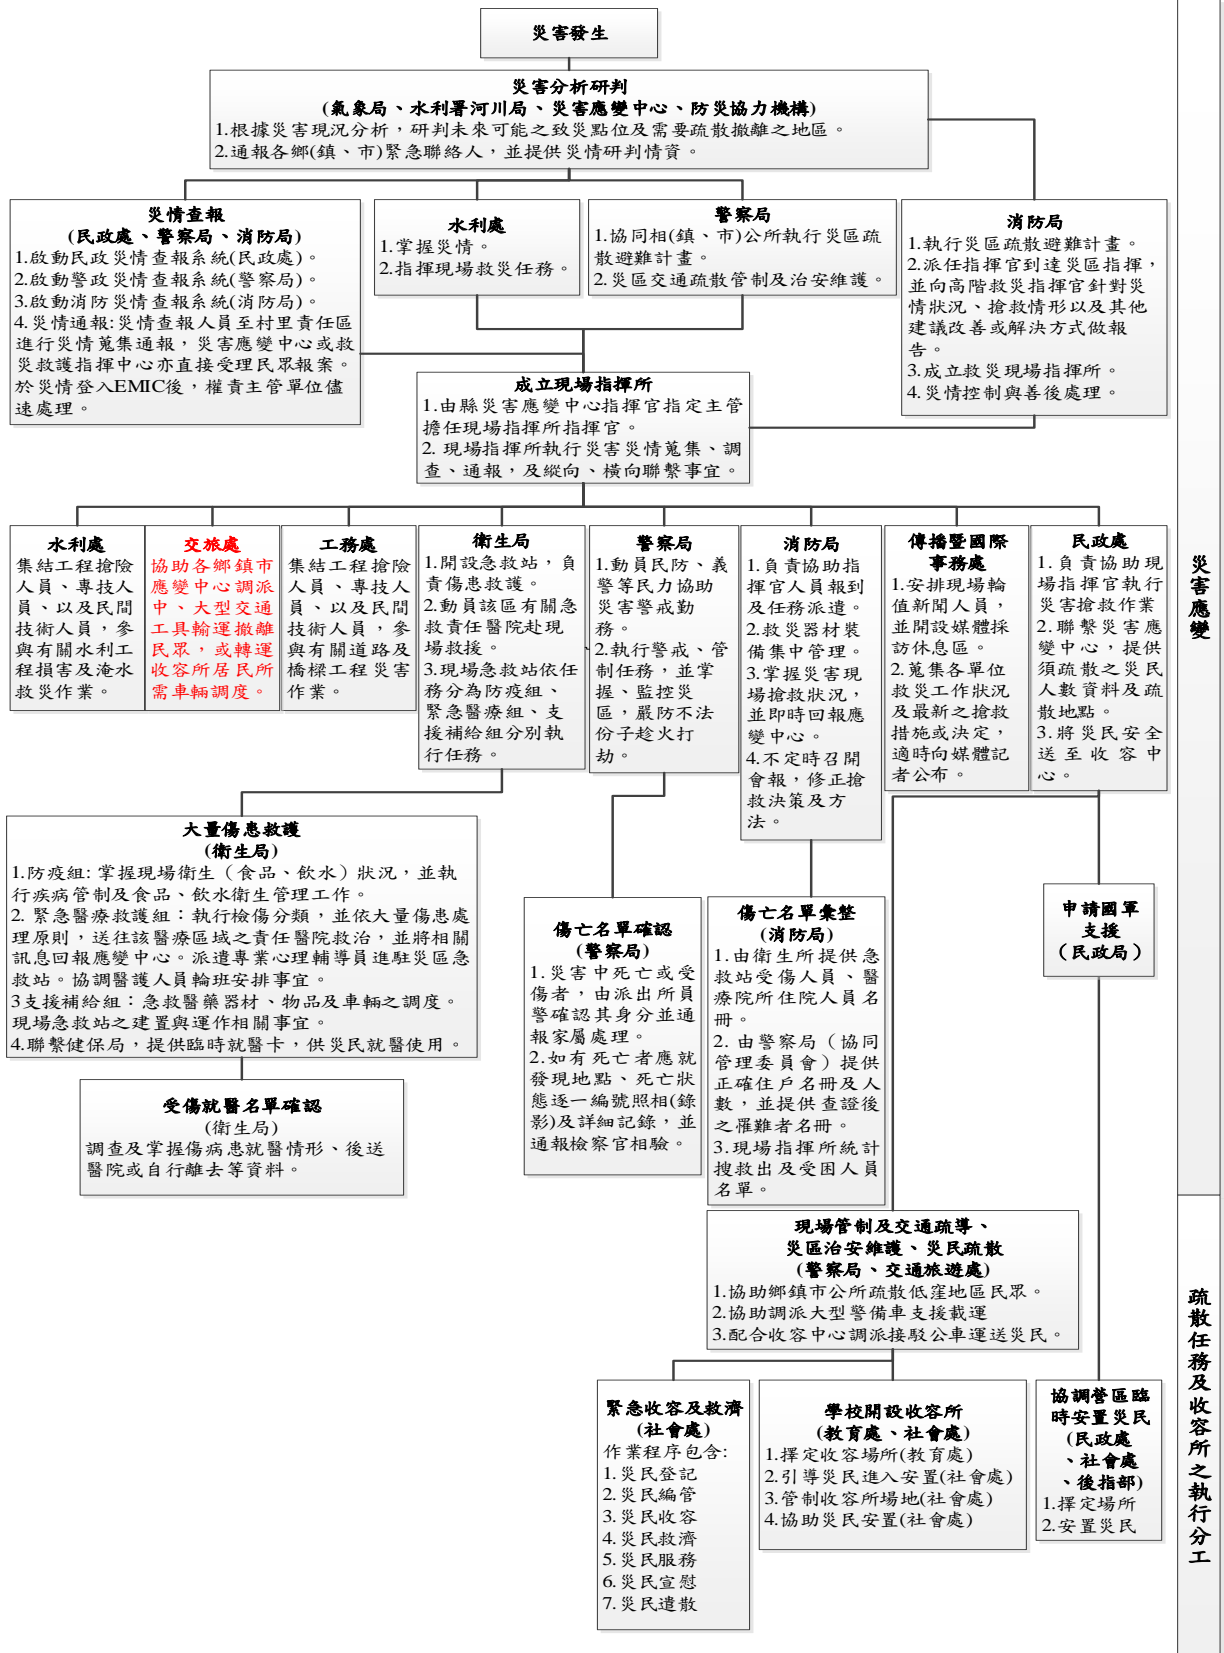 災害發生
災害分析研判
(氣象局、水利署河川局、災害應變中心、防災協力機構)
1.根據災害現況分析，研判未來可能之致災點位及需要疏散撤離之地區。
2.通報各鄉(鎮、市)緊急聯絡人，並提供災情研判情資。
災情查報
(民政處、警察局、消防局)
1.啟動民政災情查報系統(民政處)。
2.啟動警政災情查報系統(警察局)。
3.啟動消防災情查報系統(消防局)。
4.災情通報:災情查報人員至村里責任區
進行災情蒐集通報，災害應變中心或救
災救護指揮中心亦直接受理民眾報案。
於災情登入EMIC後，權責主管單位儘
速處理。
水利處
1.掌握災情。
2.指揮現場救災任務。
警察局
1.協同相(鎮、市)公所執行災區疏
散避難計畫。
2.災區交通疏散管制及治安維護。
消防局
1.執行災區疏散避難計畫。
2.派任指揮官到達災區指揮，
並向高階救災指揮官針對災
情狀況、搶救情形以及其他
建議改善或解決方式做報
告。
3.成立救災現場指揮所。
4.災情控制與善後處理。
成立現場指揮所
1.由縣災害應變中心指揮官指定主管
擔任現場指揮所指揮官。
2. 現場指揮所執行災害災情蒐集、調
查、通報，及縱向、橫向聯繫事宜。
水利處
集結工程搶險
人員、專技人
員、以及民間
技術人員，參
與有關水利工
程損害及淹水
救災作業。
交旅處
協助各鄉鎮市
應變中心調派
中、大型交通
工具輸運撤離
民眾，或轉運
收容所居民所
需車輛調度。
工務處
集結工程搶險
人員、專技人
員、以及民間
技術人員，參
與有關道路及
橋樑工程災害
作業。
衛生局
1.開設急救站，負
責傷患救護。
2.動員該區有關急
救責任醫院赴現
場救援。
3.現場急救站依任
務分為防疫組、
緊急醫療組、支
援補給組分別執
行任務。
警察局
1.動員民防、義
警等民力協助
災害警戒勤
務。
2.執行警戒、管
制任務，並掌
握、監控災
區，嚴防不法
份子趁火打
劫。
消防局
1.負責協助指
揮官人員報到
及任務派遣。
2.救災器材裝
備集中管理。
3.掌握災害現
場搶救狀況，
並即時回報應
變中心。
4.不定時召開
會報，修正搶
救決策及方
法。
傳播暨國際
事務處
1.安排現場輪
值新聞人員，
並開設媒體採
訪休息區。
2.蒐集各單位
救災工作狀況
及最新之搶救
措施或決定，
適時向媒體記
者公布。
民政處
1.負責協助現
場指揮官執行
災害搶救作業
2.聯繫災害應
變中心，提供
須疏散之災民
人數資料及疏
散地點。
3.將災民安全
送至收容中
心。
災害應變
大量傷患救護
(衛生局)
1.防疫組: 掌握現場衛生（食品、飲水）狀況，並執
行疾病管制及食品、飲水衛生管理工作。
2. 緊急醫療救護組：執行檢傷分類，並依大量傷患處
理原則，送往該醫療區域之責任醫院救治，並將相關
訊息回報應變中心。派遣專業心理輔導員進駐災區急
救站。協調醫護人員輪班安排事宜。
3支援補給組：急救醫藥器材、物品及車輛之調度。
現場急救站之建置與運作相關事宜。
4.聯繫健保局，提供臨時就醫卡，供災民就醫使用。
受傷就醫名單確認
(衛生局)
調查及掌握傷病患就醫情形、後送
醫院或自行離去等資料。
傷亡名單確認
(警察局)
1.災害中死亡或受
傷者，由派出所員
警確認其身分並通
報家屬處理。
2.如有死亡者應就
發現地點、死亡狀
態逐一編號照相(錄
影)及詳細記錄，並
通報檢察官相驗。
傷亡名單彙整
(消防局)
1.由衛生所提供急
救站受傷人員、醫
療院所住院人員名
冊。
2. 由警察局（協同
管理委員會）提供
正確住戶名冊及人
數，並提供查證後
之罹難者名冊。
3.現場指揮所統計
搜救出及受困人員
名單。
申請國軍
支援
（民政局）
現場管制及交通疏導、
災區治安維護、災民疏散
(警察局、交通旅遊處)
1.協助鄉鎮市公所疏散低窪地區民眾。
2.協助調派大型警備車支援載運
3.配合收容中心調派接駁公車運送災民。
緊急收容及救濟
(社會處)
作業程序包含:
1.災民登記
2.災民編管
3.災民收容
4.災民救濟
5.災民服務
6.災民宣慰
7.災民遣散
學校開設收容所
(教育處、社會處)
1.擇定收容場所(教育處)
2.引導災民進入安置(社會處)
3.管制收容所場地(社會處)
4.協助災民安置(社會處)
協調營區臨
時安置災民
(民政處
、社會處
、後指部)
1.擇定場所
2.安置災民
疏散任務及收容所之執行分工